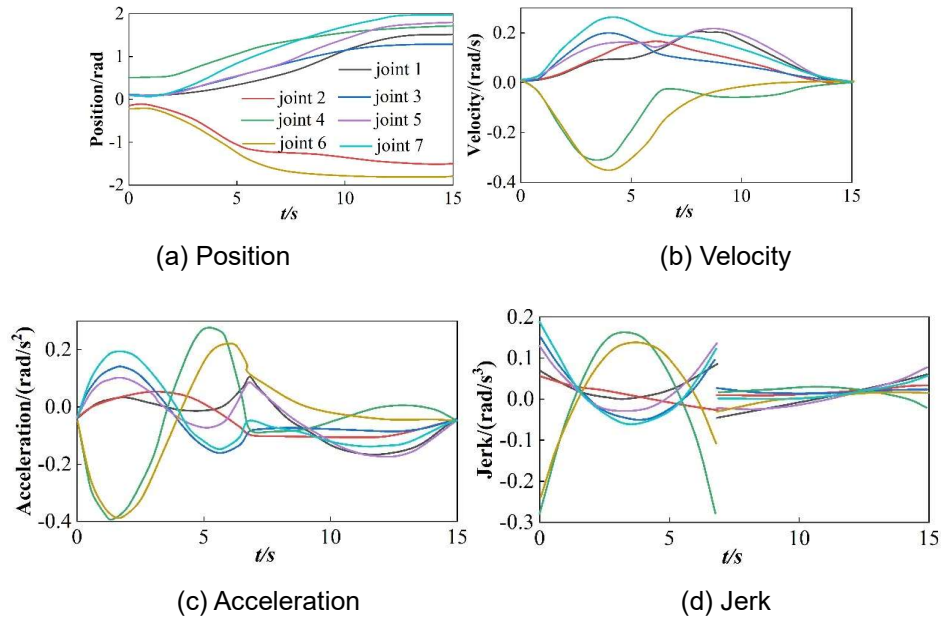 Position/rad
2
1
0
-1
-2
joint 1
joint 2
joint 3
joint 4
joint 5
joint 6
joint 7
0
5
10
15
t/s
(a) Position
Velocity/(rad/s)
0.2
0.0
-0.2
-0.4
0
5
10
15
t/s
(b) Velocity
Acceleration/(rad/s²)
0.2
0.0
-0.2
-0.4
0
5
10
15
t/s
(c) Acceleration
Jerk/(rad/s³)
0.2
0.1
0.0
-0.1
-0.2
-0.3
0
5
10
15
t/s
(d) Jerk